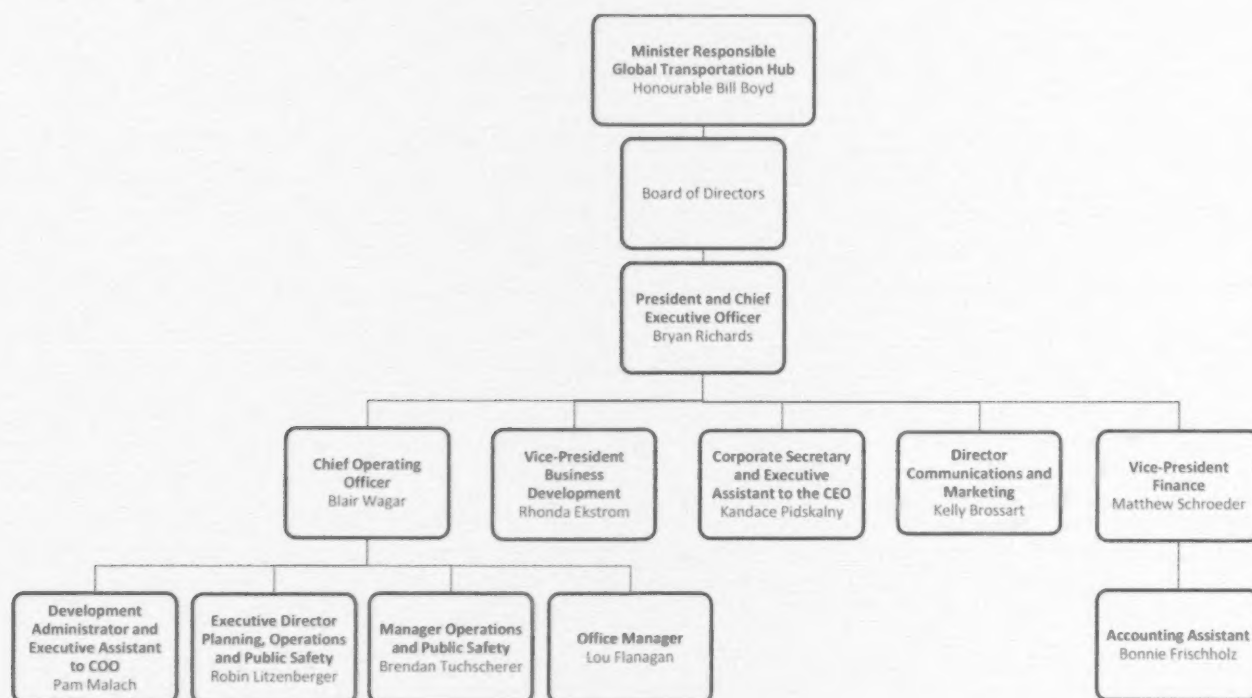 Minister Responsible
Global Transportation Hub
Honourable Bill Boyd
Board of Directors
President and Chief
Executive Officer
Bryan Richards
Chief Operating
Officer
Blair Wagar
Vice-President
Business
Development
Rhonda Ekstrom
Corporate Secretary
and Executive
Assistant to the CEO
Kandace Pidskalny
Director
Communications and
Marketing
Kelly Brossart
Vice-President
Finance
Matthew Schroeder
Development
Administrator and
Executive Assistant
to COO
Pam Malach
Executive Director
Planning, Operations
and Public Safety
Robin Litzenberger
Manager Operations
and Public Safety
Brendan Tuchscherer
Office Manager
Lou Flanagan
Accounting Assistant
Bonnie Frischholz